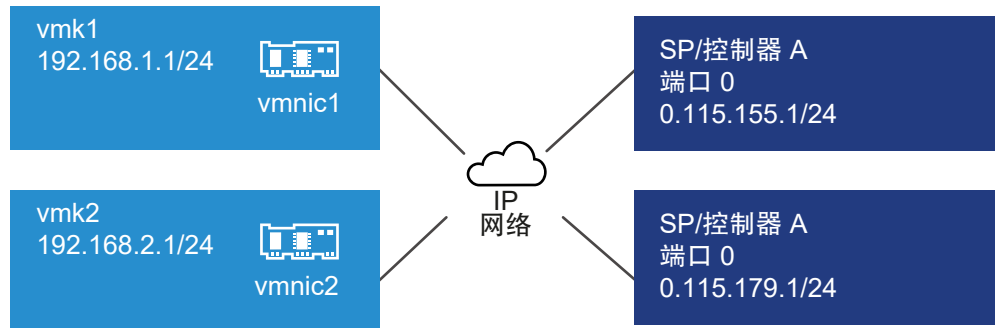 vmk1
192.168.1.1/24
vmnic1
SP/控制器 A
端口 0
0.115.155.1/24
IP
网络
vmk2
192.168.2.1/24
vmnic2
SP/控制器 A
端口 0
0.115.179.1/24